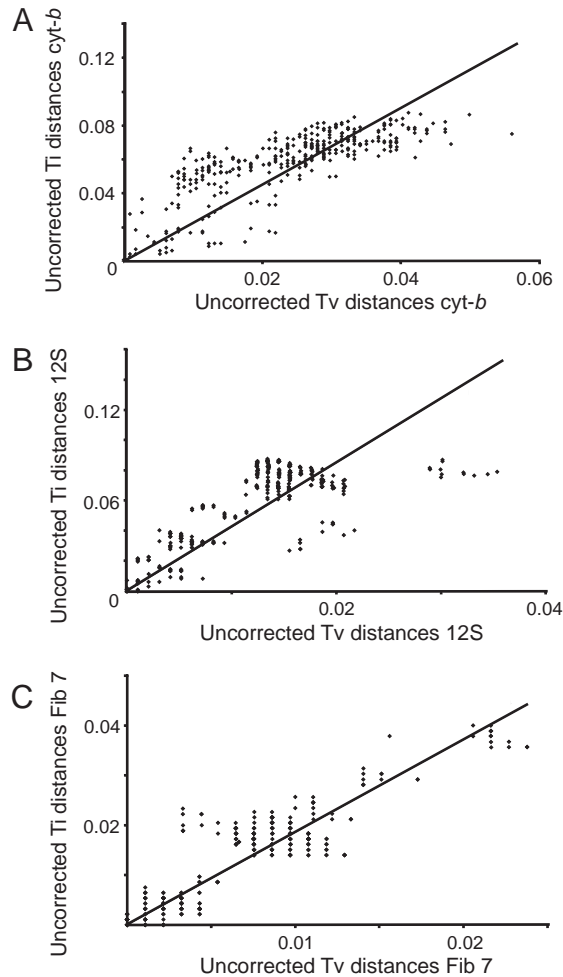 A
Uncorrected Ti distances cyt-b
0.12
0.08
0.04
0
0.02
0.04
0.06
Uncorrected Tv distances cyt-b
B
Uncorrected Ti distances 12S
0.12
0.06
0
0.02
0.04
Uncorrected Tv distances 12S
C
Uncorrected Ti distances Fib 7
0.04
0.02
0
0.01
0.02
Uncorrected Tv distances Fib 7